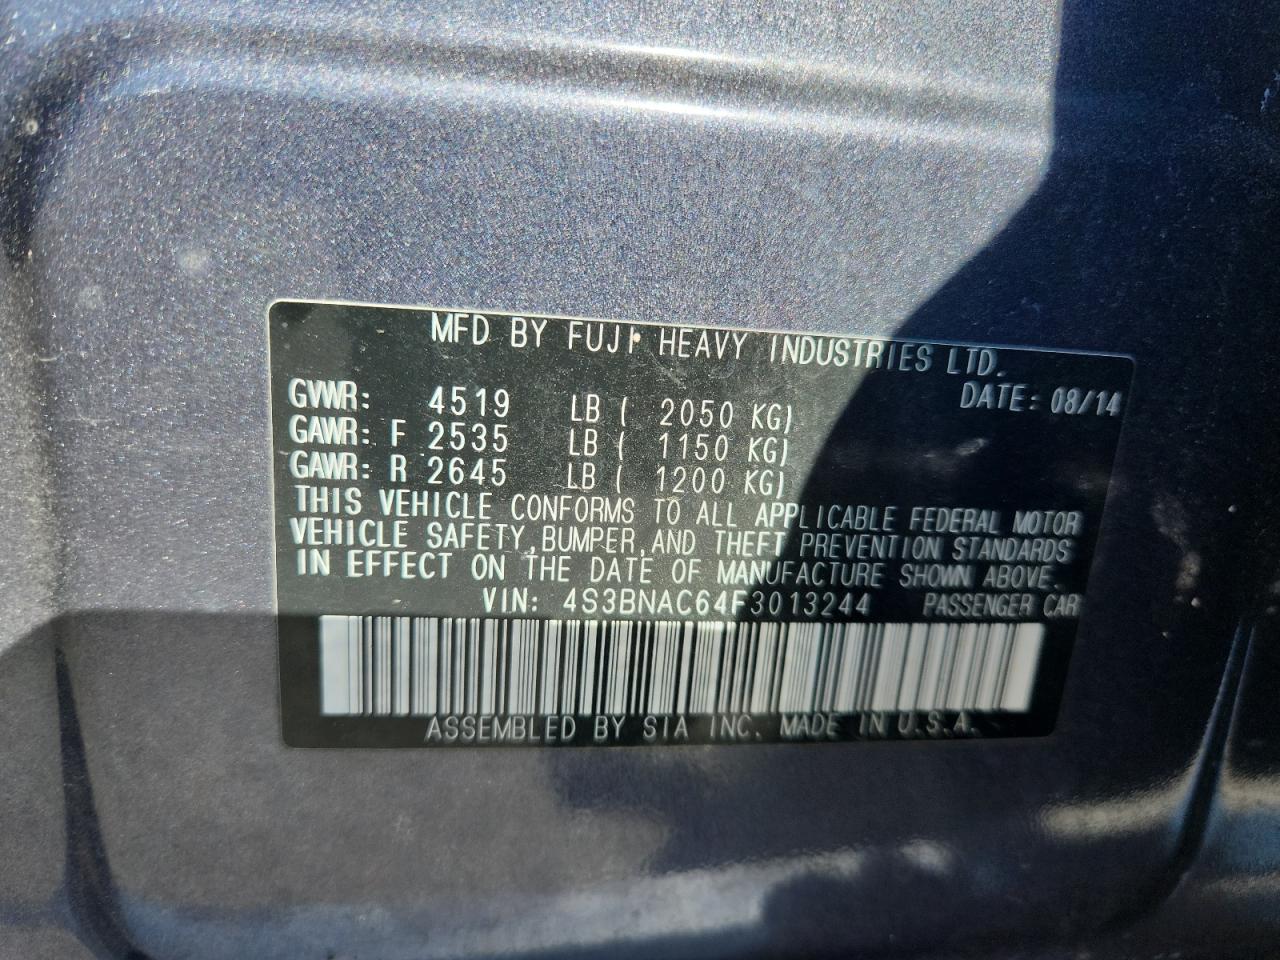 MFD BY FUJI HEAVY INDUSTRIES LTD.
DATE: 08/14
GVWR: 4519 LB ( 2050 KG)
GAWR: F 2535 LB ( 1150 KG)
GAWR: R 2645 LB ( 1200 KG)
THIS VEHICLE CONFORMS TO ALL APPLICABLE FEDERAL MOTOR
VEHICLE SAFETY, BUMPER, AND THEFT PREVENTION STANDARDS
IN EFFECT ON THE DATE OF MANUFACTURE SHOWN ABOVE.
VIN: 4S3BNAC64F3013244 PASSENGER CAR
ASSEMBLED BY SIA INC. MADE IN U.S.A.